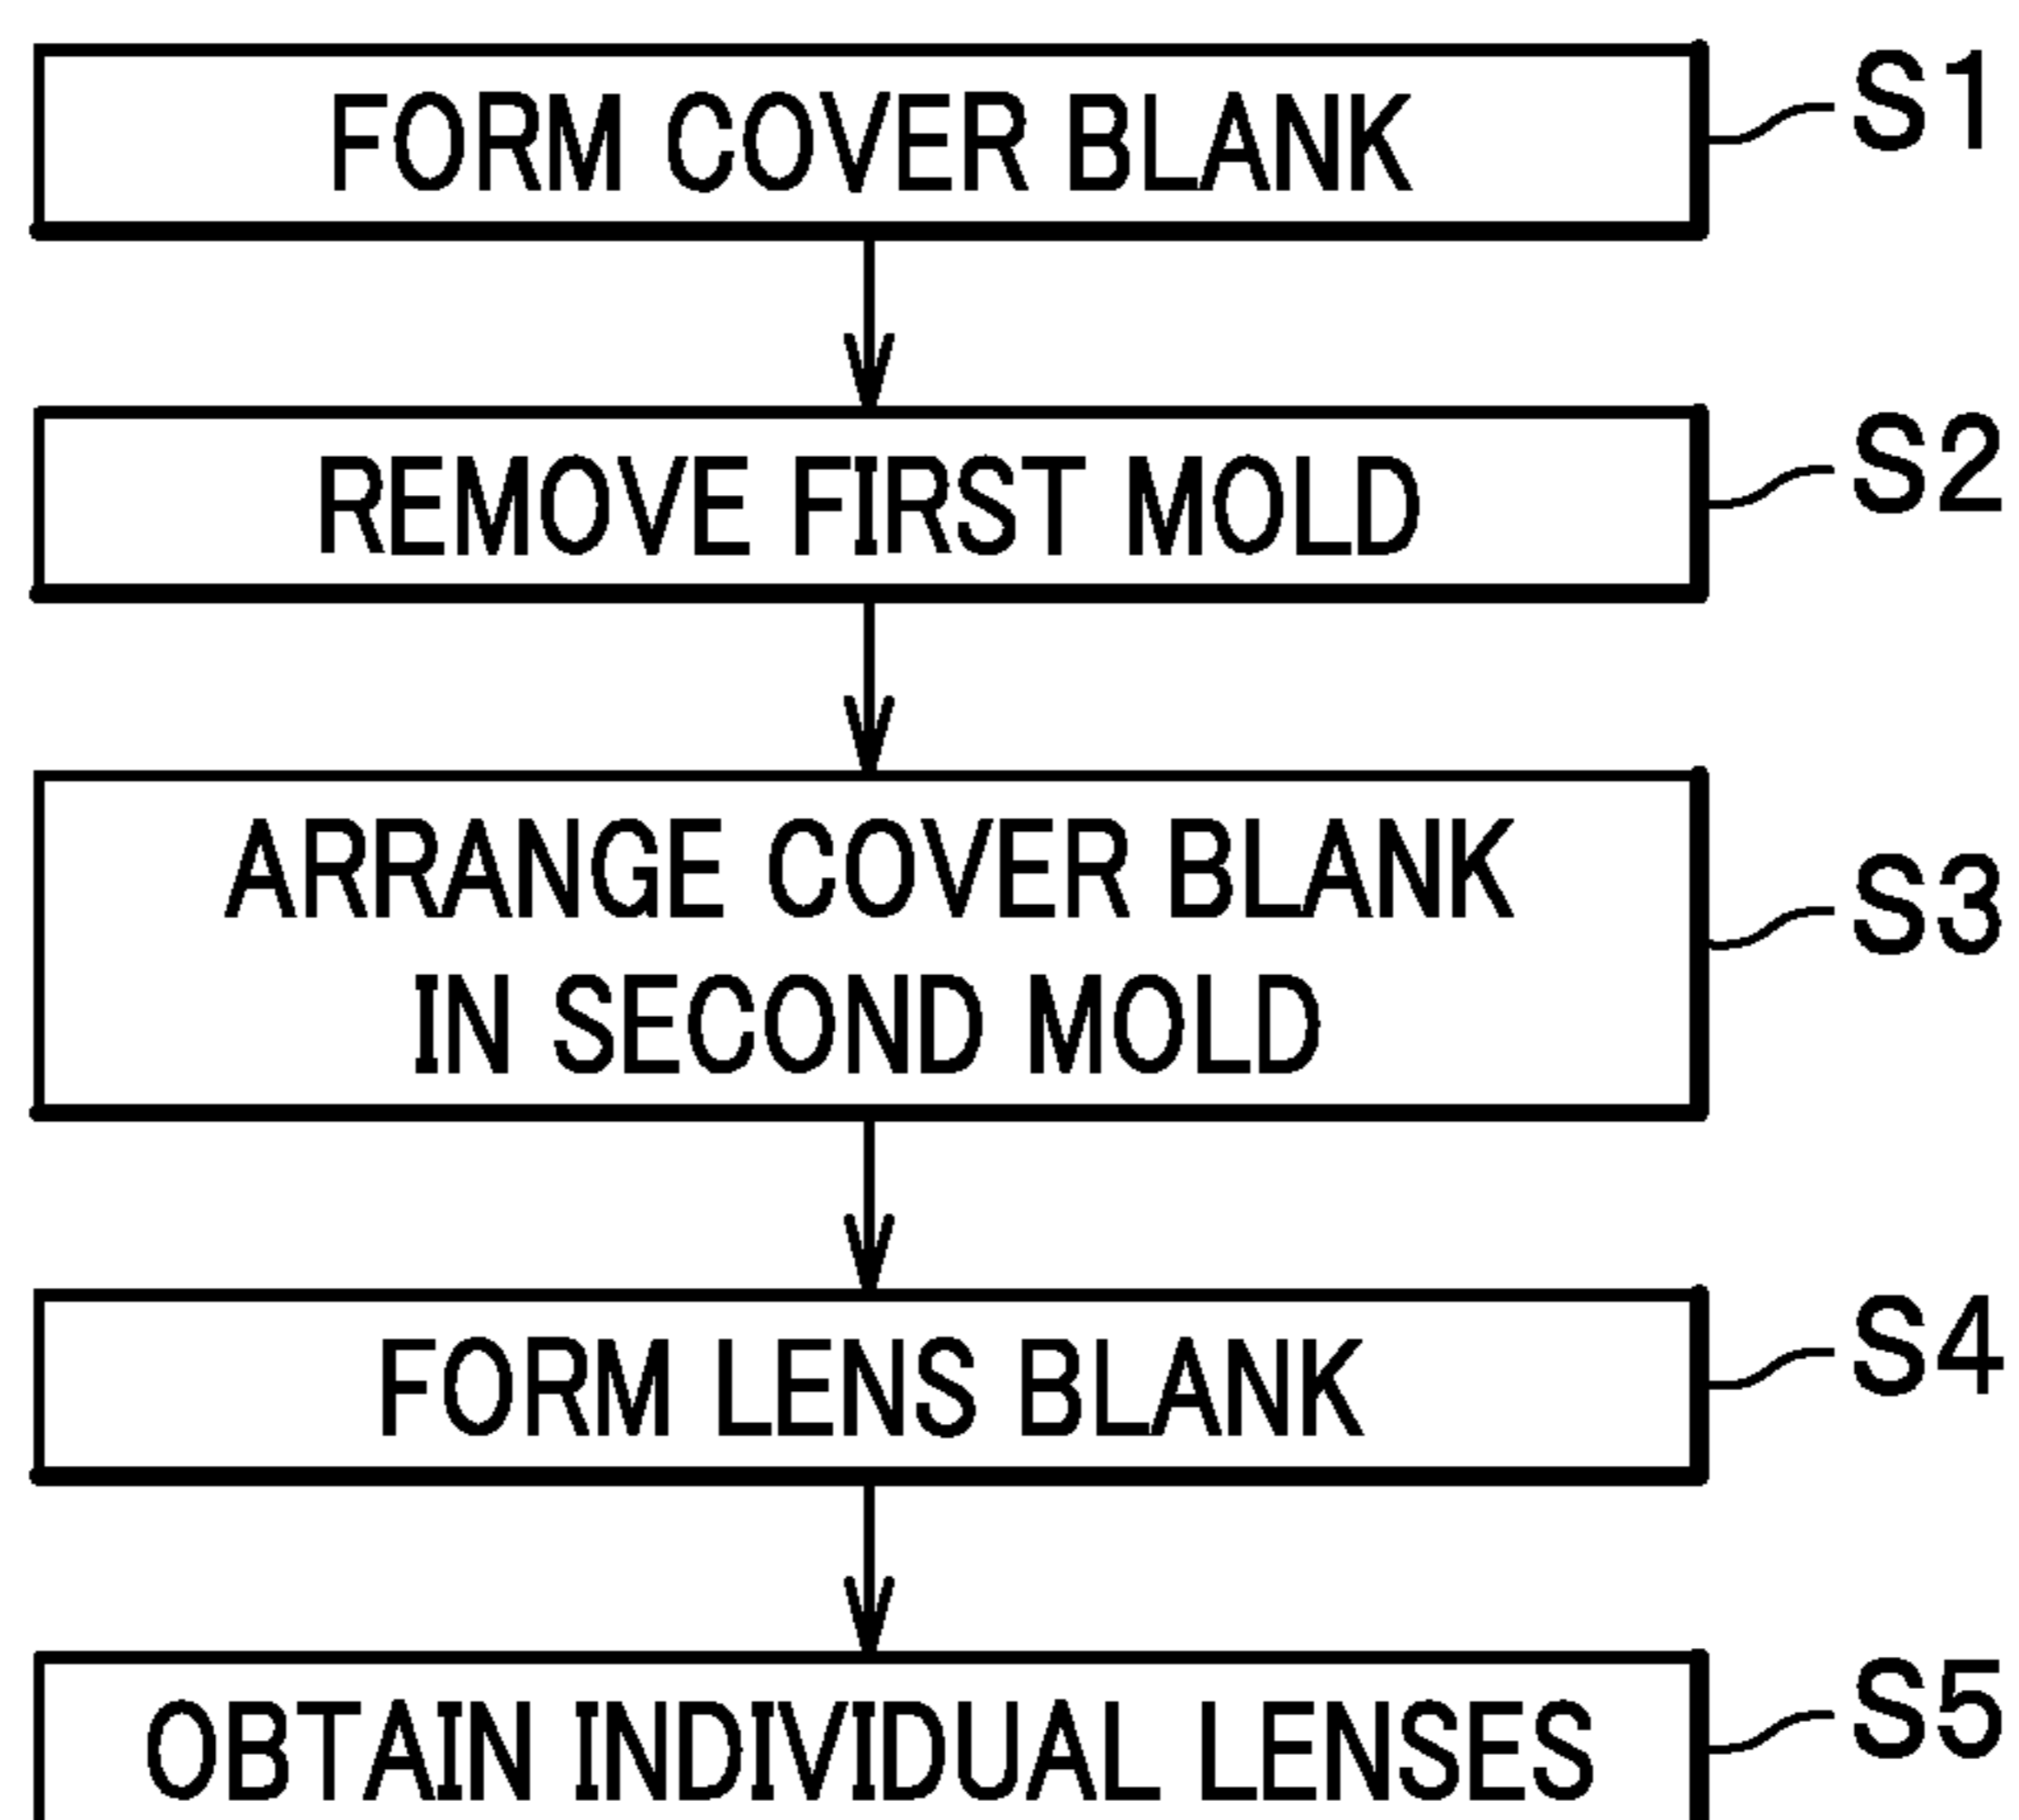 FORM COVER BLANK S1
REMOVE FIRST MOLD S2
ARRANGE COVER BLANK S3
IN SECOND MOLD
FORM LENS BLANK S4
OBTAIN INDIVIDUAL LENSES S5